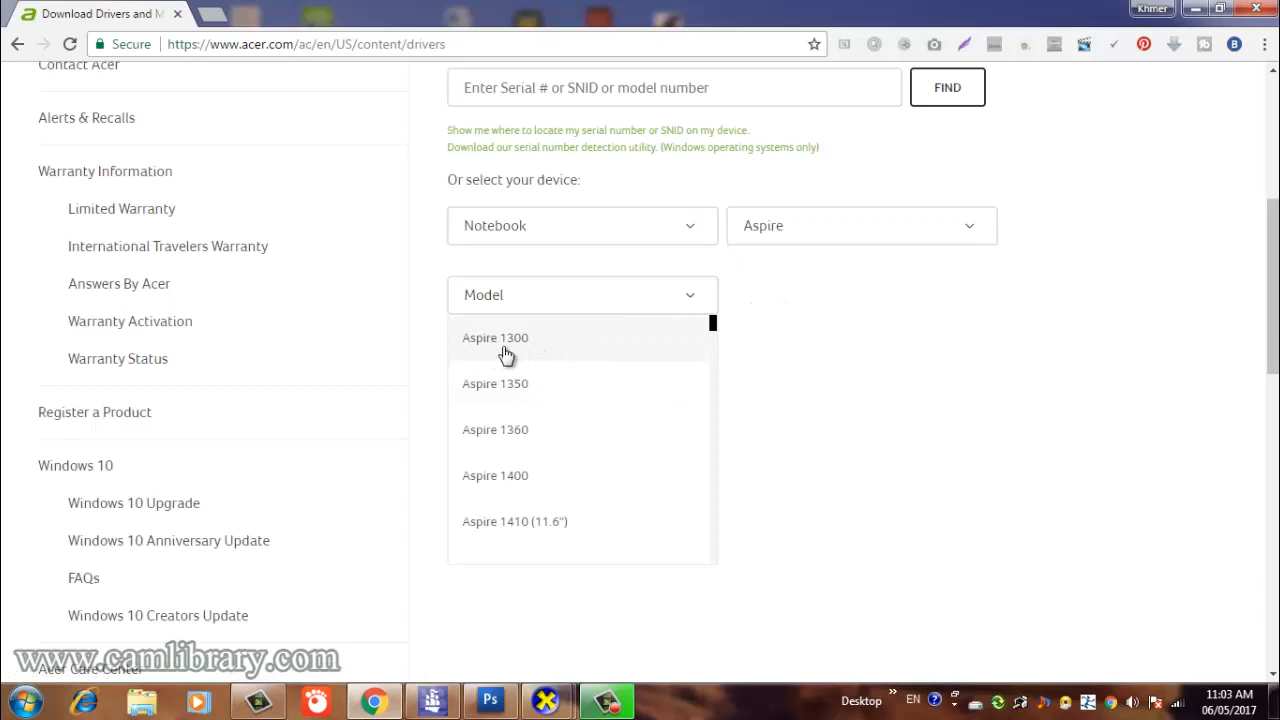 Download Drivers and M
Khmer
Secure
https://www.acer.com/ac/en/US/content/drivers
Contact Acer
Alerts & Recalls
Warranty Information
Limited Warranty
International Travelers Warranty
Answers By Acer
Warranty Activation
Warranty Status
Register a Product
Windows 10
Windows 10 Upgrade
Windows 10 Anniversary Update
FAQs
Windows 10 Creators Update
Acer Care Center
Enter Serial # or SNID or model number
FIND
Show me where to locate my serial number or SNID on my device.
Download our serial number detection utility. (Windows operating systems only)
Or select your device:
Notebook
Aspire
Model
Aspire 1300
Aspire 1350
Aspire 1360
Aspire 1400
Aspire 1410 (11.6")
www.camlibrary.com
Ps
Desktop
EN
11:03 AM
06/05/2017